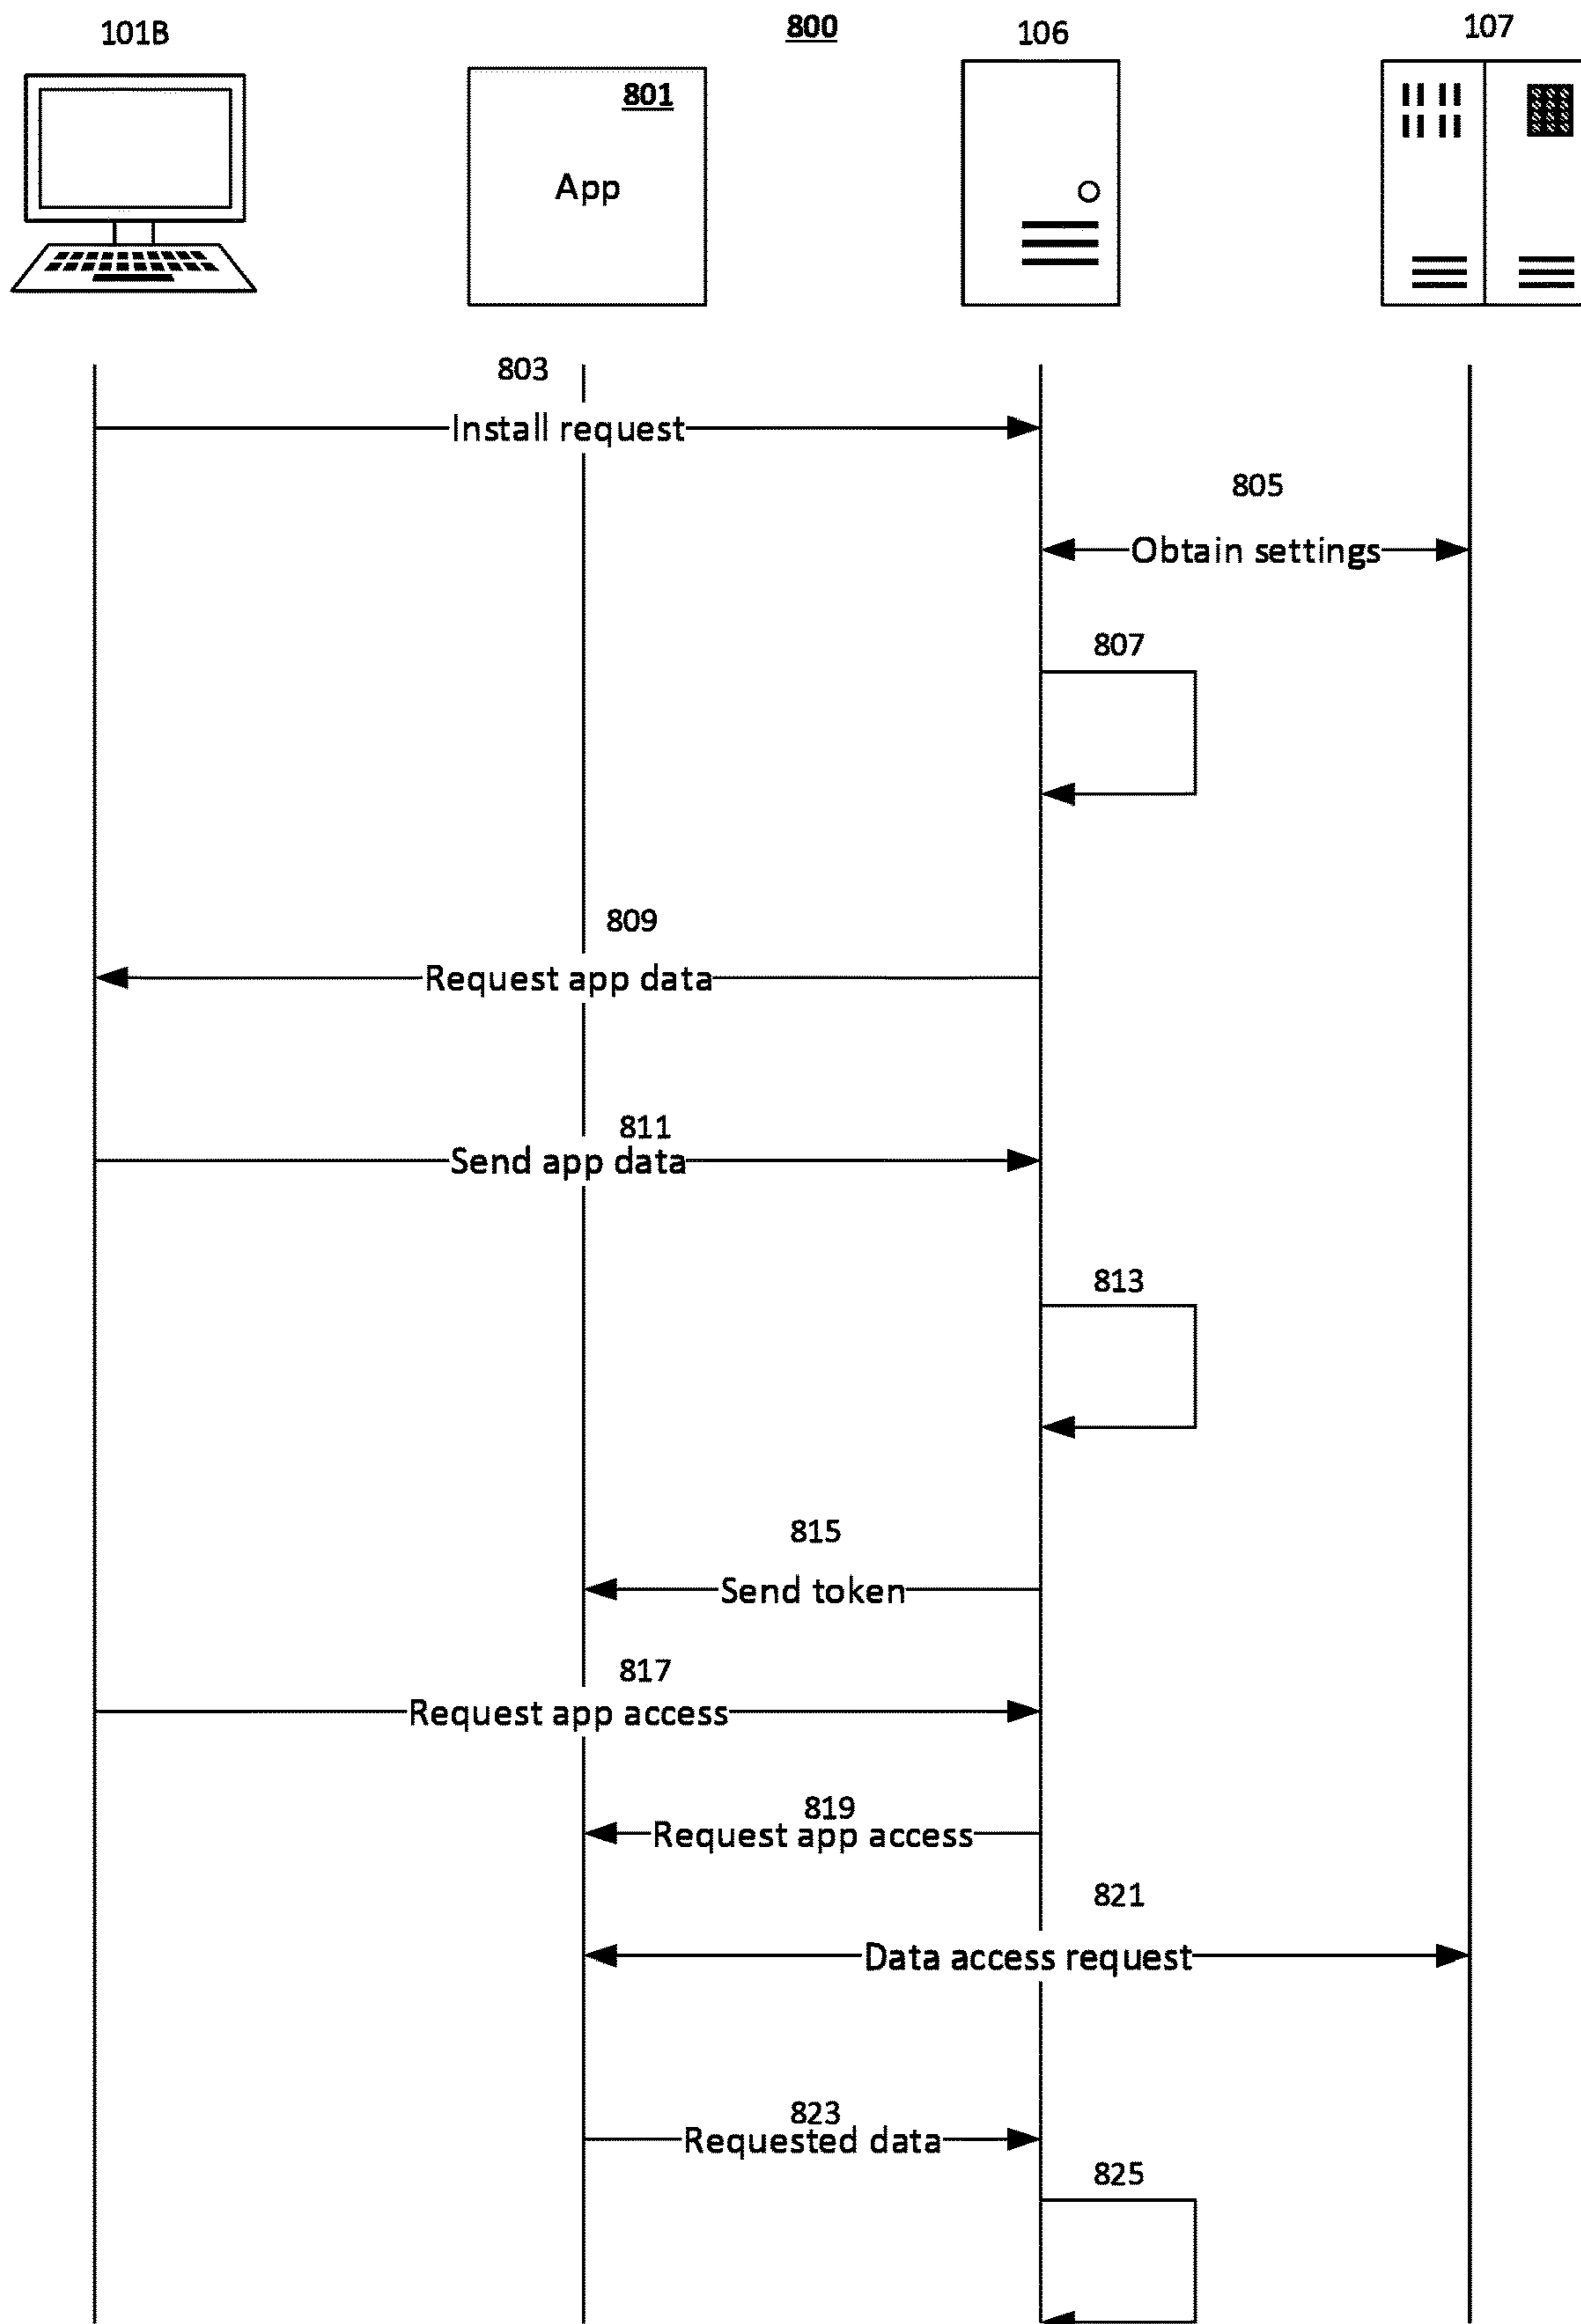 800
101B
106
107
801
App
803
Install request
805
Obtain settings
807
809
Request app data
811
Send app data
813
815
Send token
817
Request app access
819
Request app access
821
Data access request
823
Requested data
825